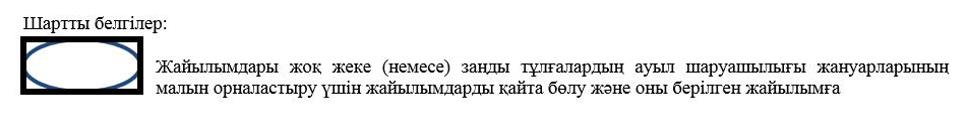 Шартты белгілер:
Жайылымдары жоқ жеке (немесе) заңды тұлғалардың ауыл шаруашылығы жануарларының
малын орналастыру үшін жайылымдарды қайта бөлу және оны берілген жайылымға